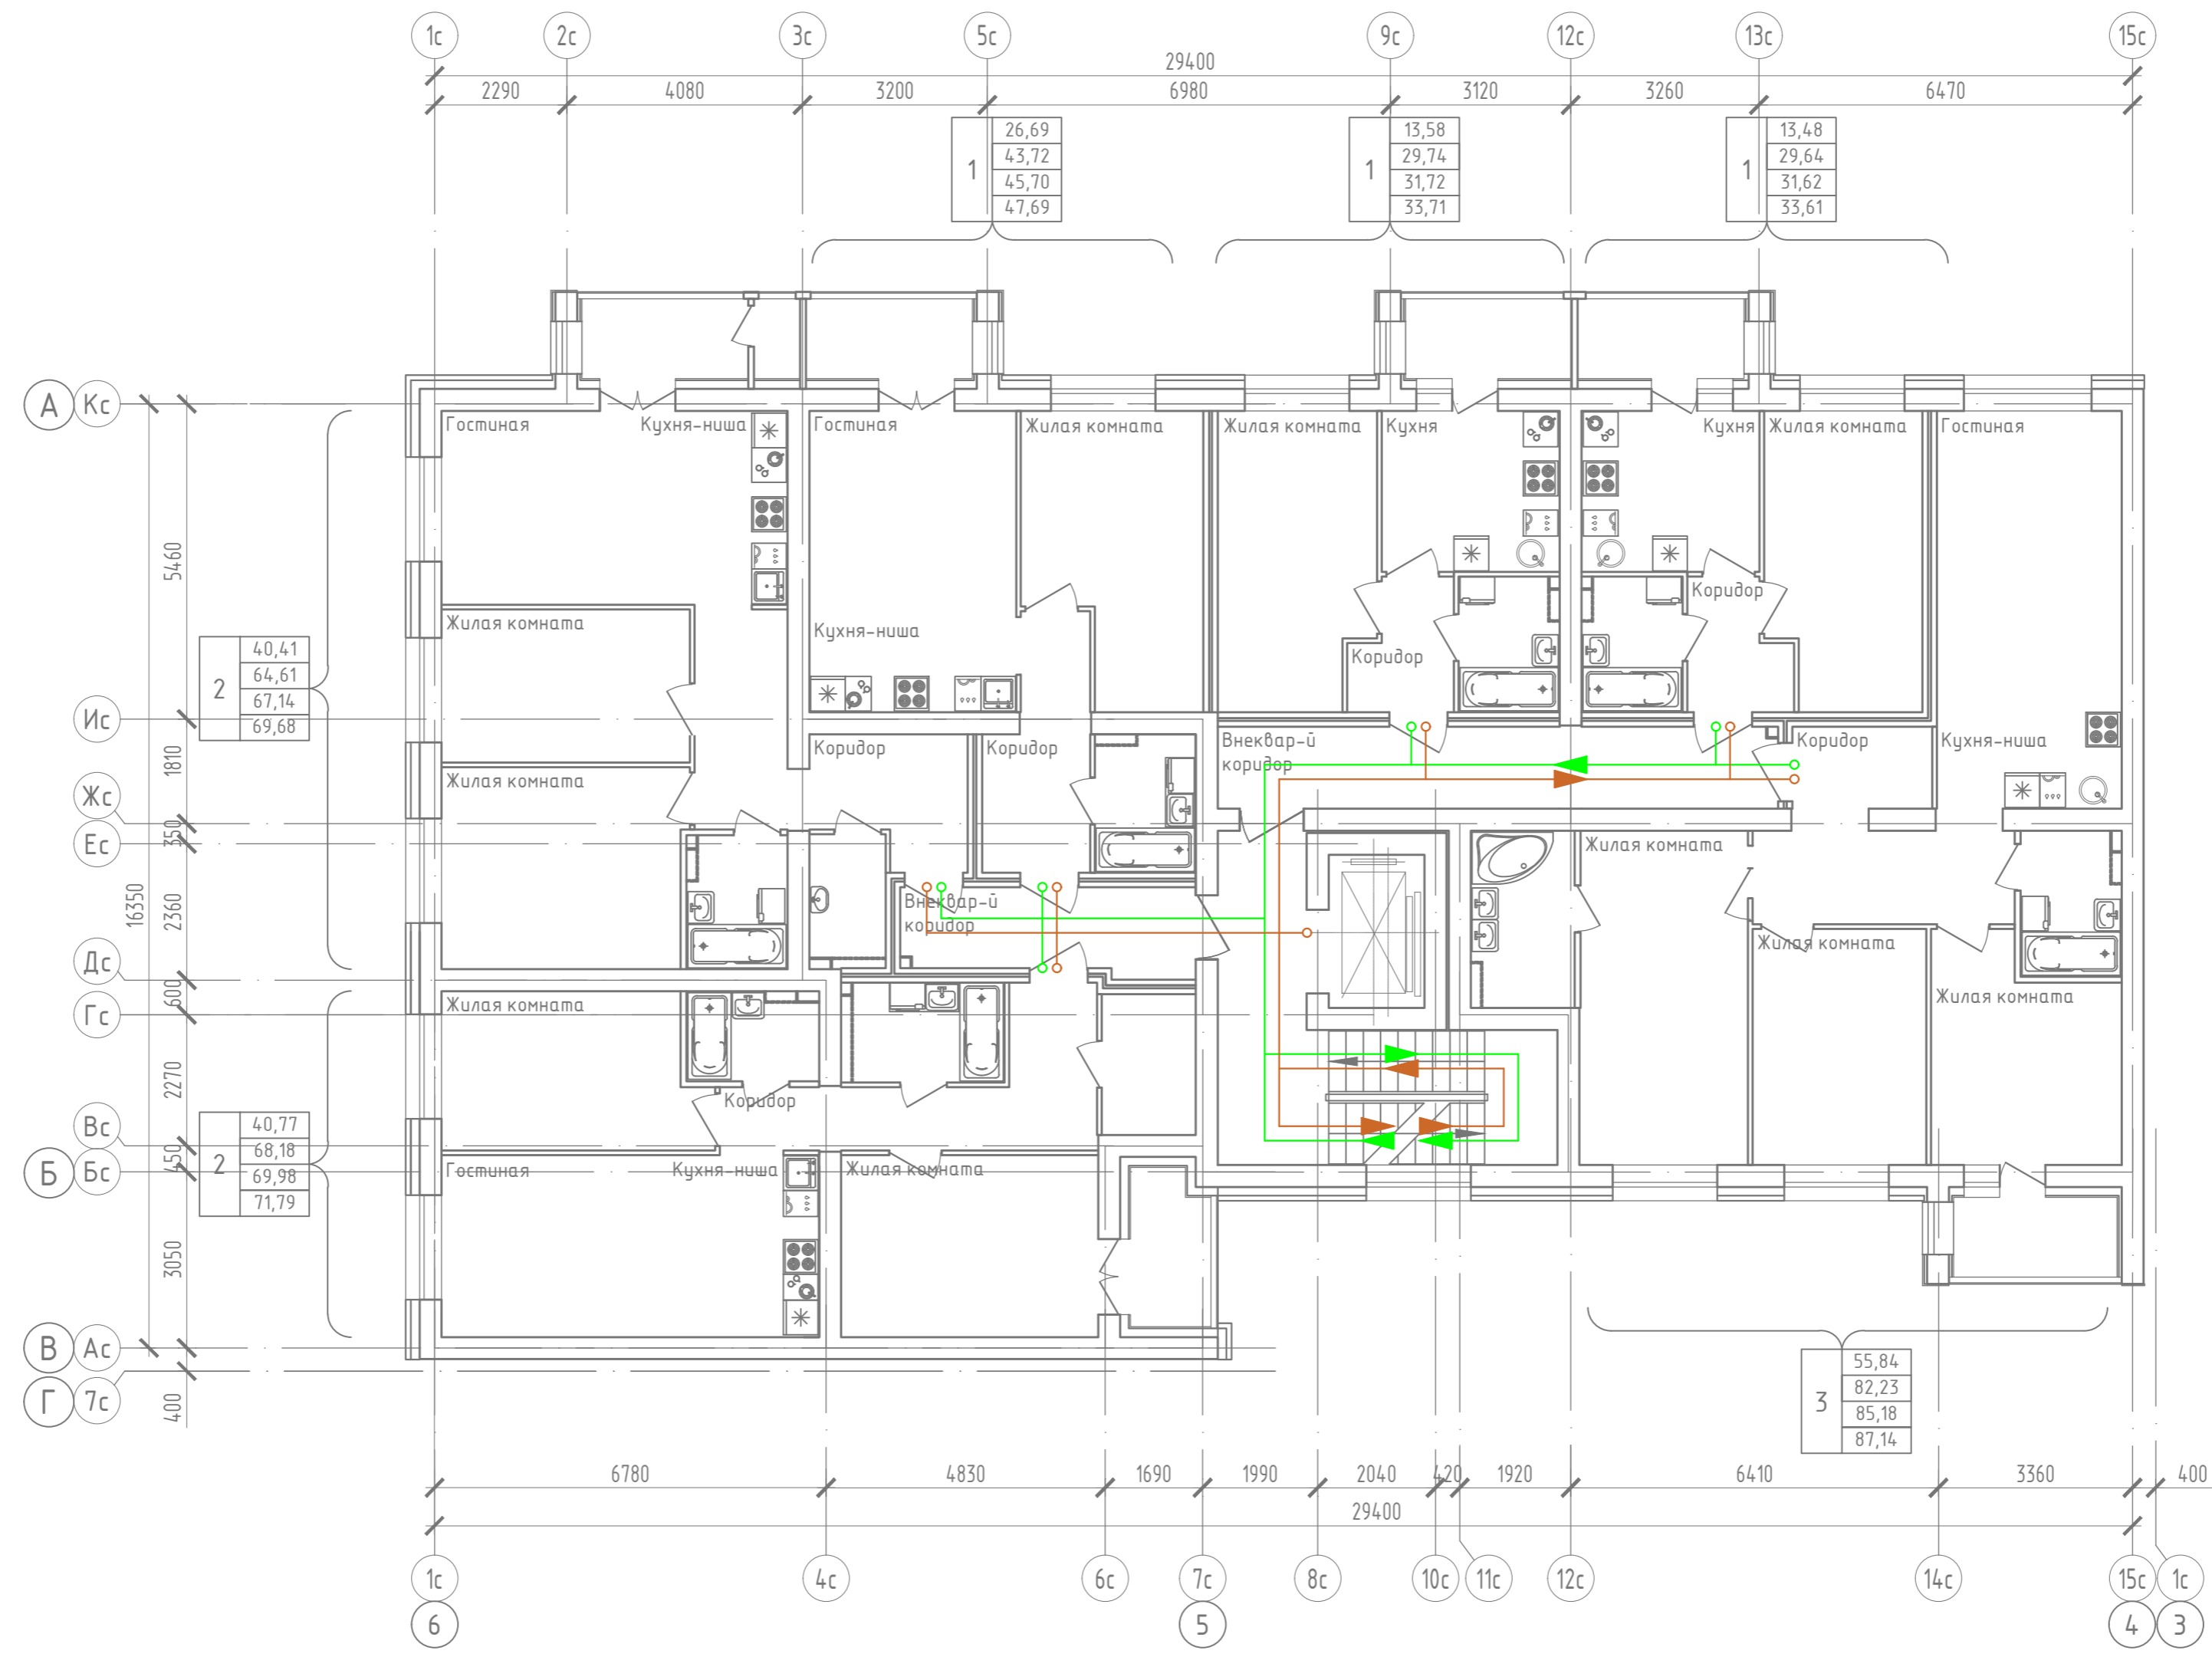 1с 2с 3с 5с 9с 12с 13с 15с
29400
2290 4080 3200 6980 3120 3260 6470
1 26,69
43,72
45,70
47,69
1 13,58
29,74
31,72
33,71
1 13,48
29,64
31,62
33,61
А Кс
Ис
Жс
Ес
Дс
Гс
Вс
Б Бс
В Ас
Г 7с
16350
5460
1810
350
2360
600
2270
450
3050
400
2 40,41
64,61
67,14
69,68
2 40,77
68,18
69,98
71,79
Гостиная Кухня-ниша
Гостиная
Жилая комната
Жилая комната
Кухня
Кухня
Жилая комната
Гостиная
Жилая комната
Кухня-ниша
Коридор
Коридор
Жилая комната
Коридор
Коридор
Внеквар-й
коридор
Коридор
Кухня-ниша
Жилая комната
Внеквар-й
коридор
Жилая комната
Жилая комната
Жилая комната
Коридор
Гостиная Кухня-ниша
Жилая комната
3 55,84
82,23
85,18
87,14
6780 4830 1690 1990 2040 420 1920 6410 3360 400
29400
1с 4с 6с 7с 8с 10с 11с 12с 14с 15с 1с
6 5 4 3